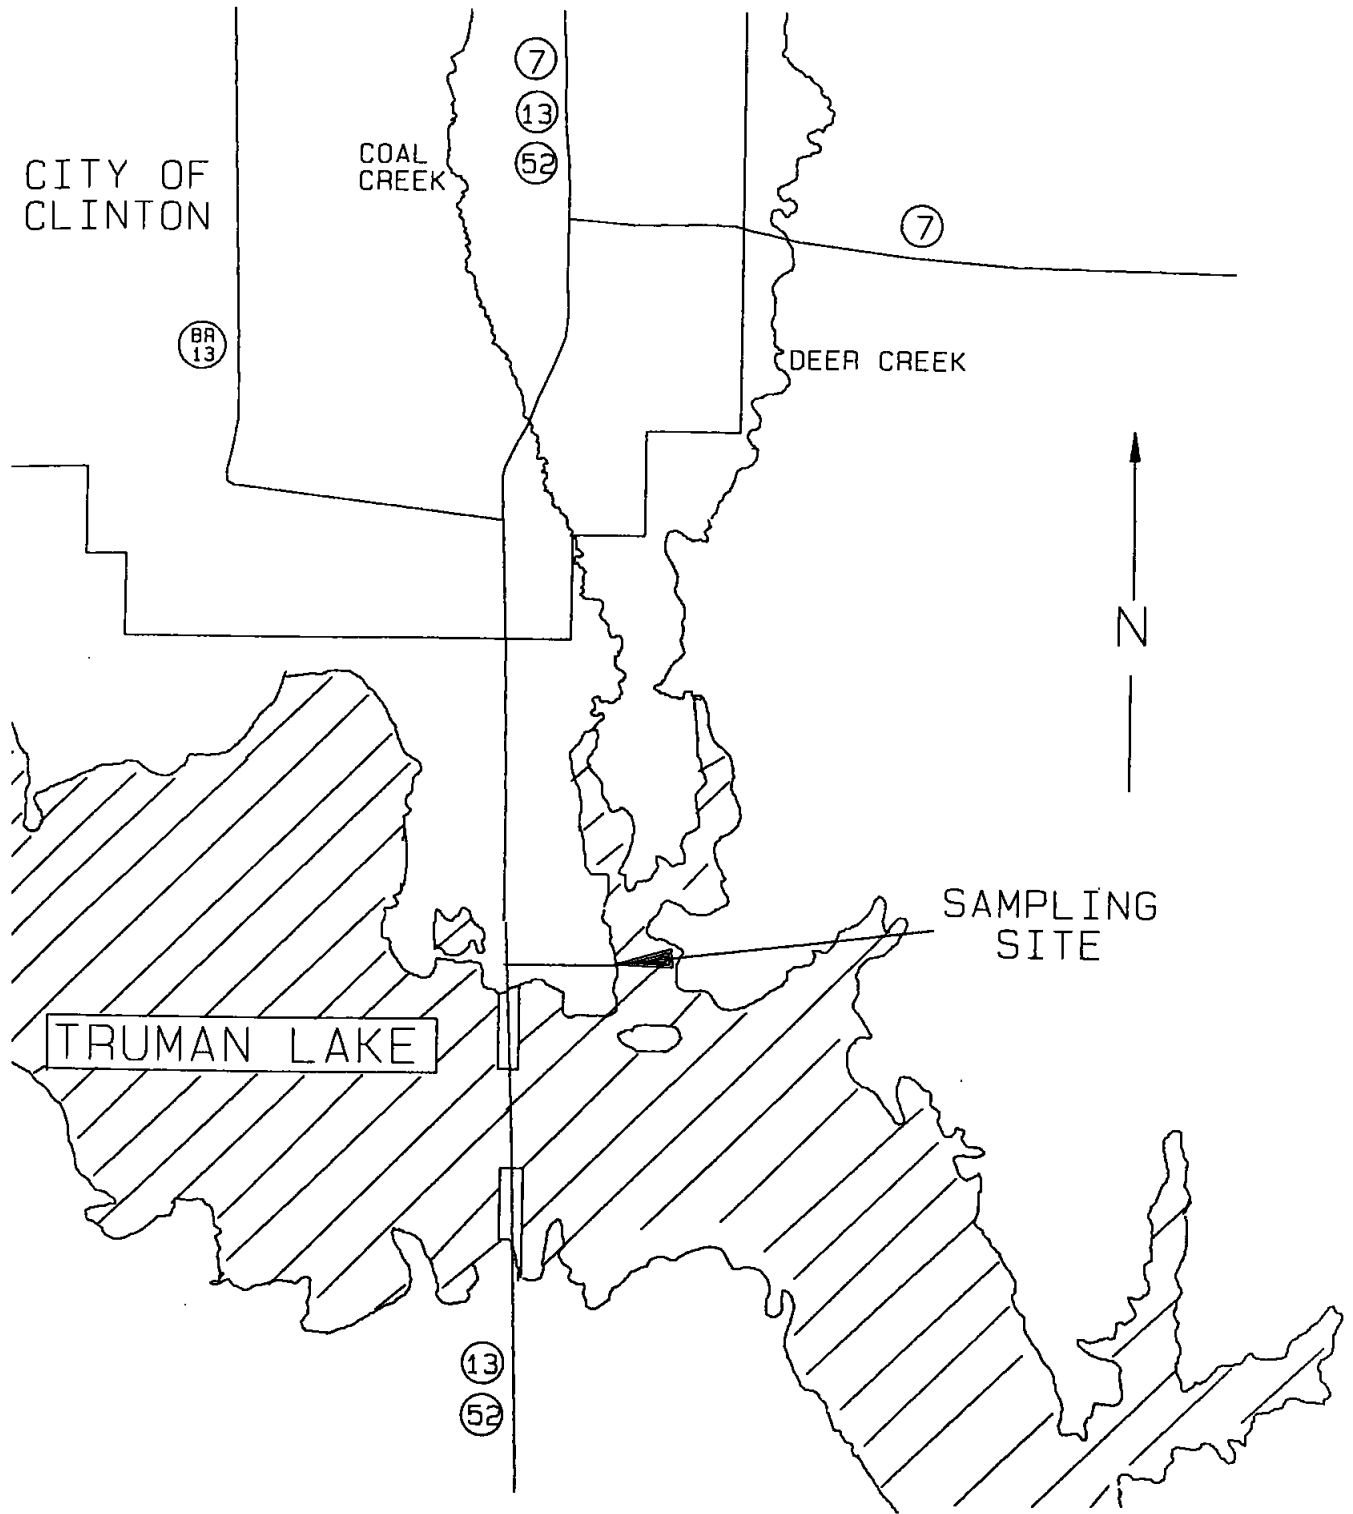 7
13
52
CITY OF
CLINTON
COAL
CREEK
7
BR
13
DEER CREEK
N
SAMPLING
SITE
TRUMAN LAKE
13
52